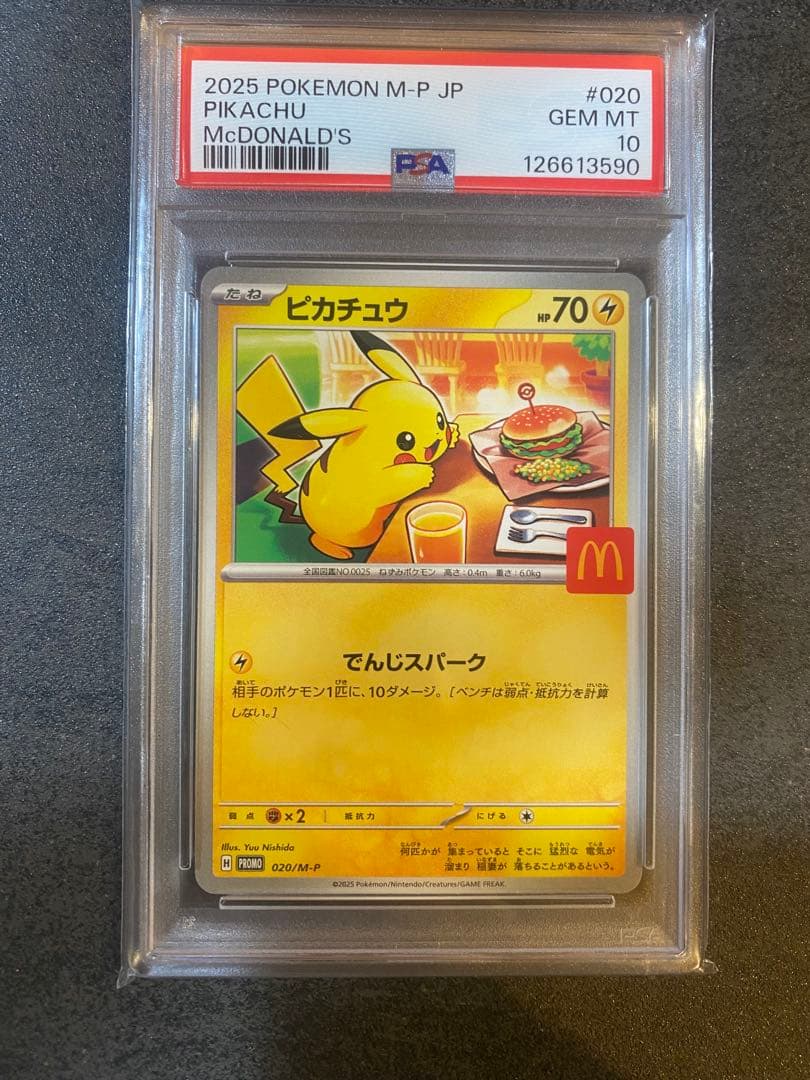 2025 POKEMON M-P JP
#020
PIKACHU
GEM MT
McDONALD'S
10
PSA
126613590
たね
ピカチュウ
HP70
M
全国図鑑NO.0025 ねずみポケモン 高さ:0.4m 重さ:6.0kg
でんじスパーク
相手のポケモン1匹に、10ダメージ。[ベンチは弱点・抵抗力を計算
しない。]
弱点 ×2 抵抗力 にげる
Illus. Yuu Nishida
何匹かが 集まっていると そこに 猛烈な 電気が
溜まり 稲妻が 落ちることがあるという。
H PROMO 020/M-P
©2025 Pokémon/Nintendo/Creatures/GAME FREAK.